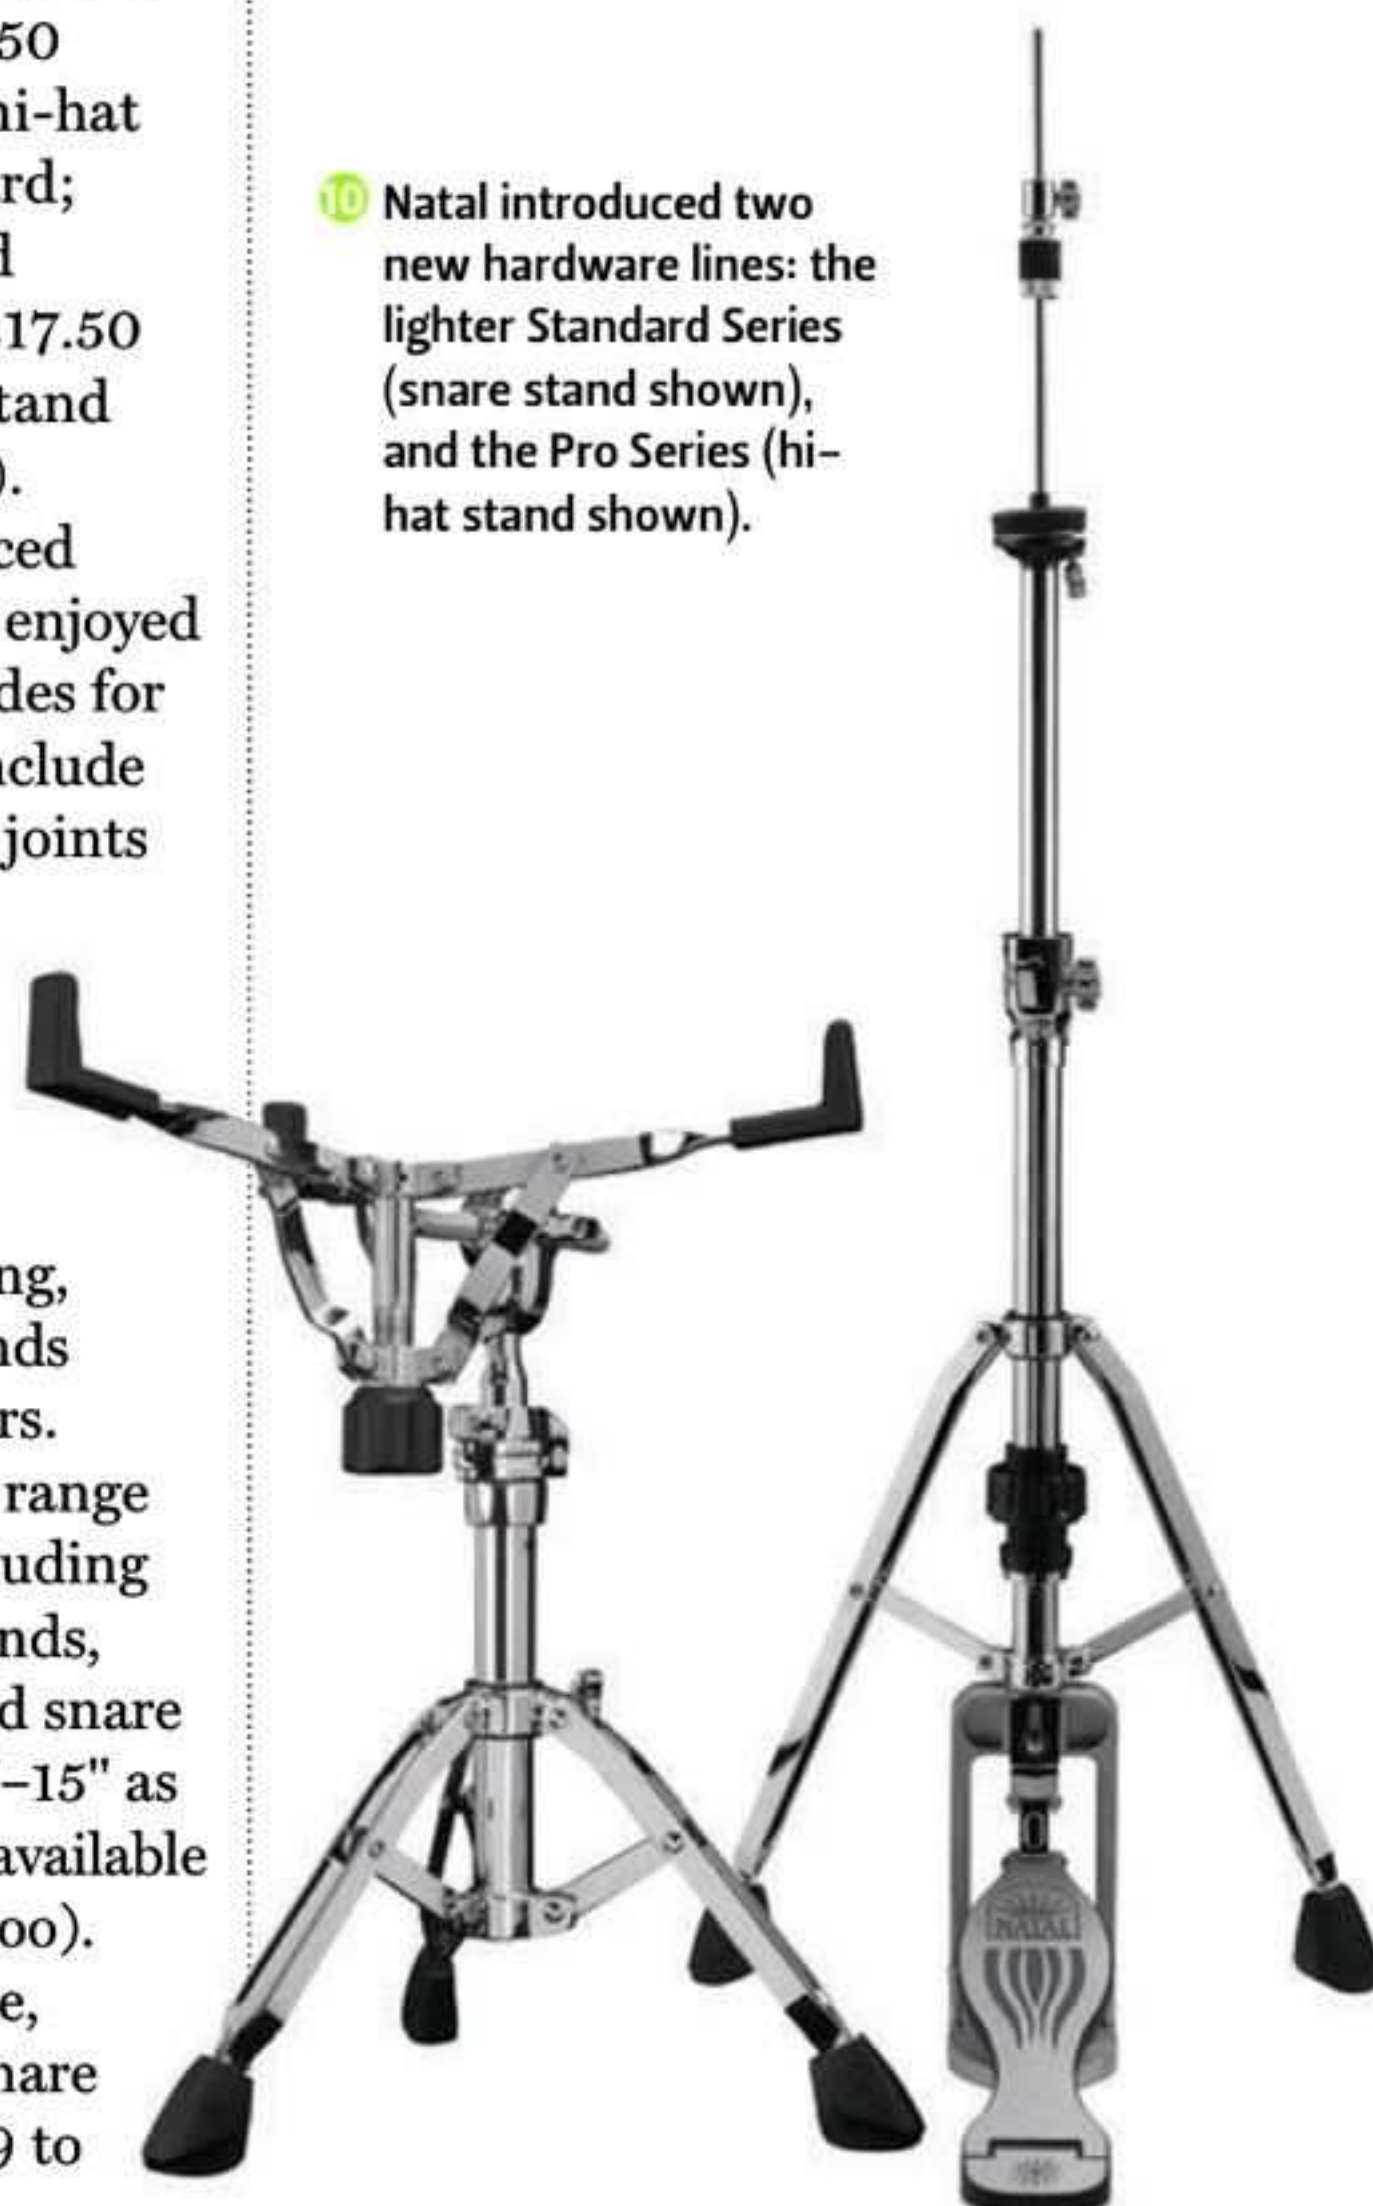 50
hi-hat
rd;
d
17.50
tand
).
ced
enjoyed
des for
nclude
joints
ng,
nds
rs.
range
uding
nds,
d snare
–15" as
available
oo).
e,
nare
9 to
10 Natal introduced two
new hardware lines: the
lighter Standard Series
(snare stand shown),
and the Pro Series (hi-
hat stand shown).
NATAL